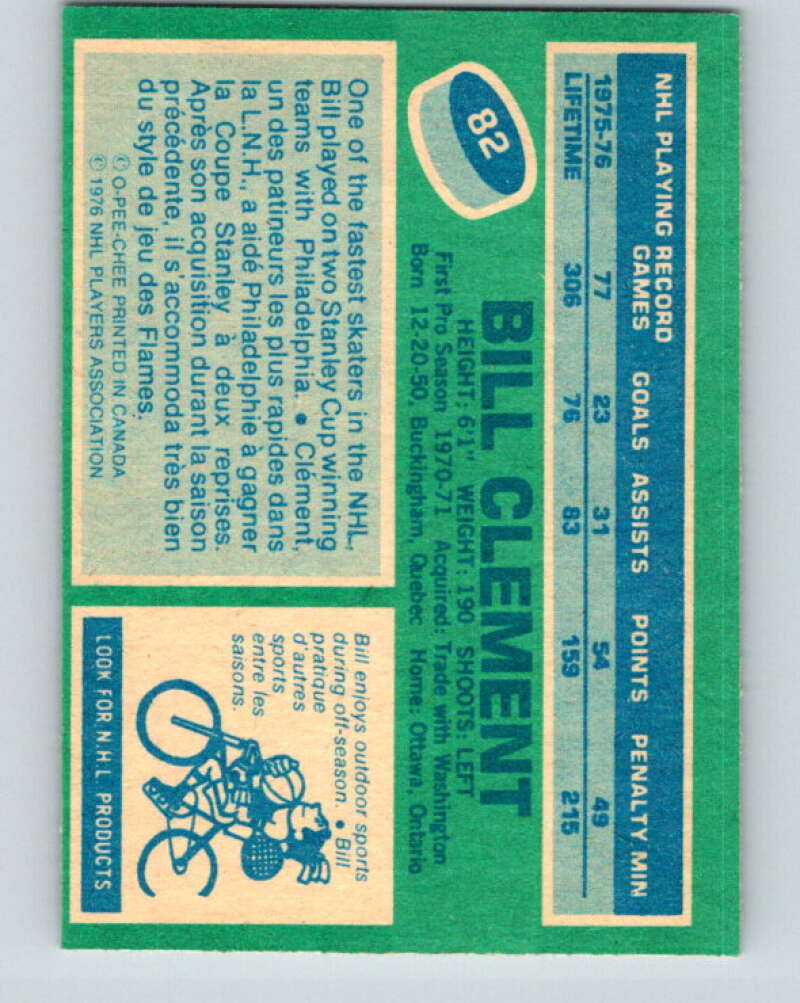 NHL PLAYING RECORD
GAMES GOALS ASSISTS POINTS PENALTY MIN
1975-76 77 23 31 54 49
LIFETIME 306 76 83 159 215
82
BILL CLEMENT
HEIGHT: 6'1" WEIGHT: 190 SHOOTS: LEFT
First Pro Season 1970-71 Acquired: Trade with Washington
Born 12-20-50, Buckingham, Quebec Home: Ottawa, Ontario
One of the fastest skaters in the NHL,
Bill played on two Stanley Cup winning
teams with Philadelphia. • Clément,
un des patineurs les plus rapides dans
la L.N.H., a aidé Philadelphie à gagner
la Coupe Stanley à deux reprises.
Après son acquisition durant la saison
précédente, il s'accommoda très bien
du style de jeu des Flames.
© O-PEE-CHEE PRINTED IN CANADA
© 1976 NHL PLAYERS ASSOCIATION
Bill enjoys outdoor sports
during off-season. • Bill
pratique
d'autres
sports
entre les
saisons.
LOOK FOR N.H.L. PRODUCTS